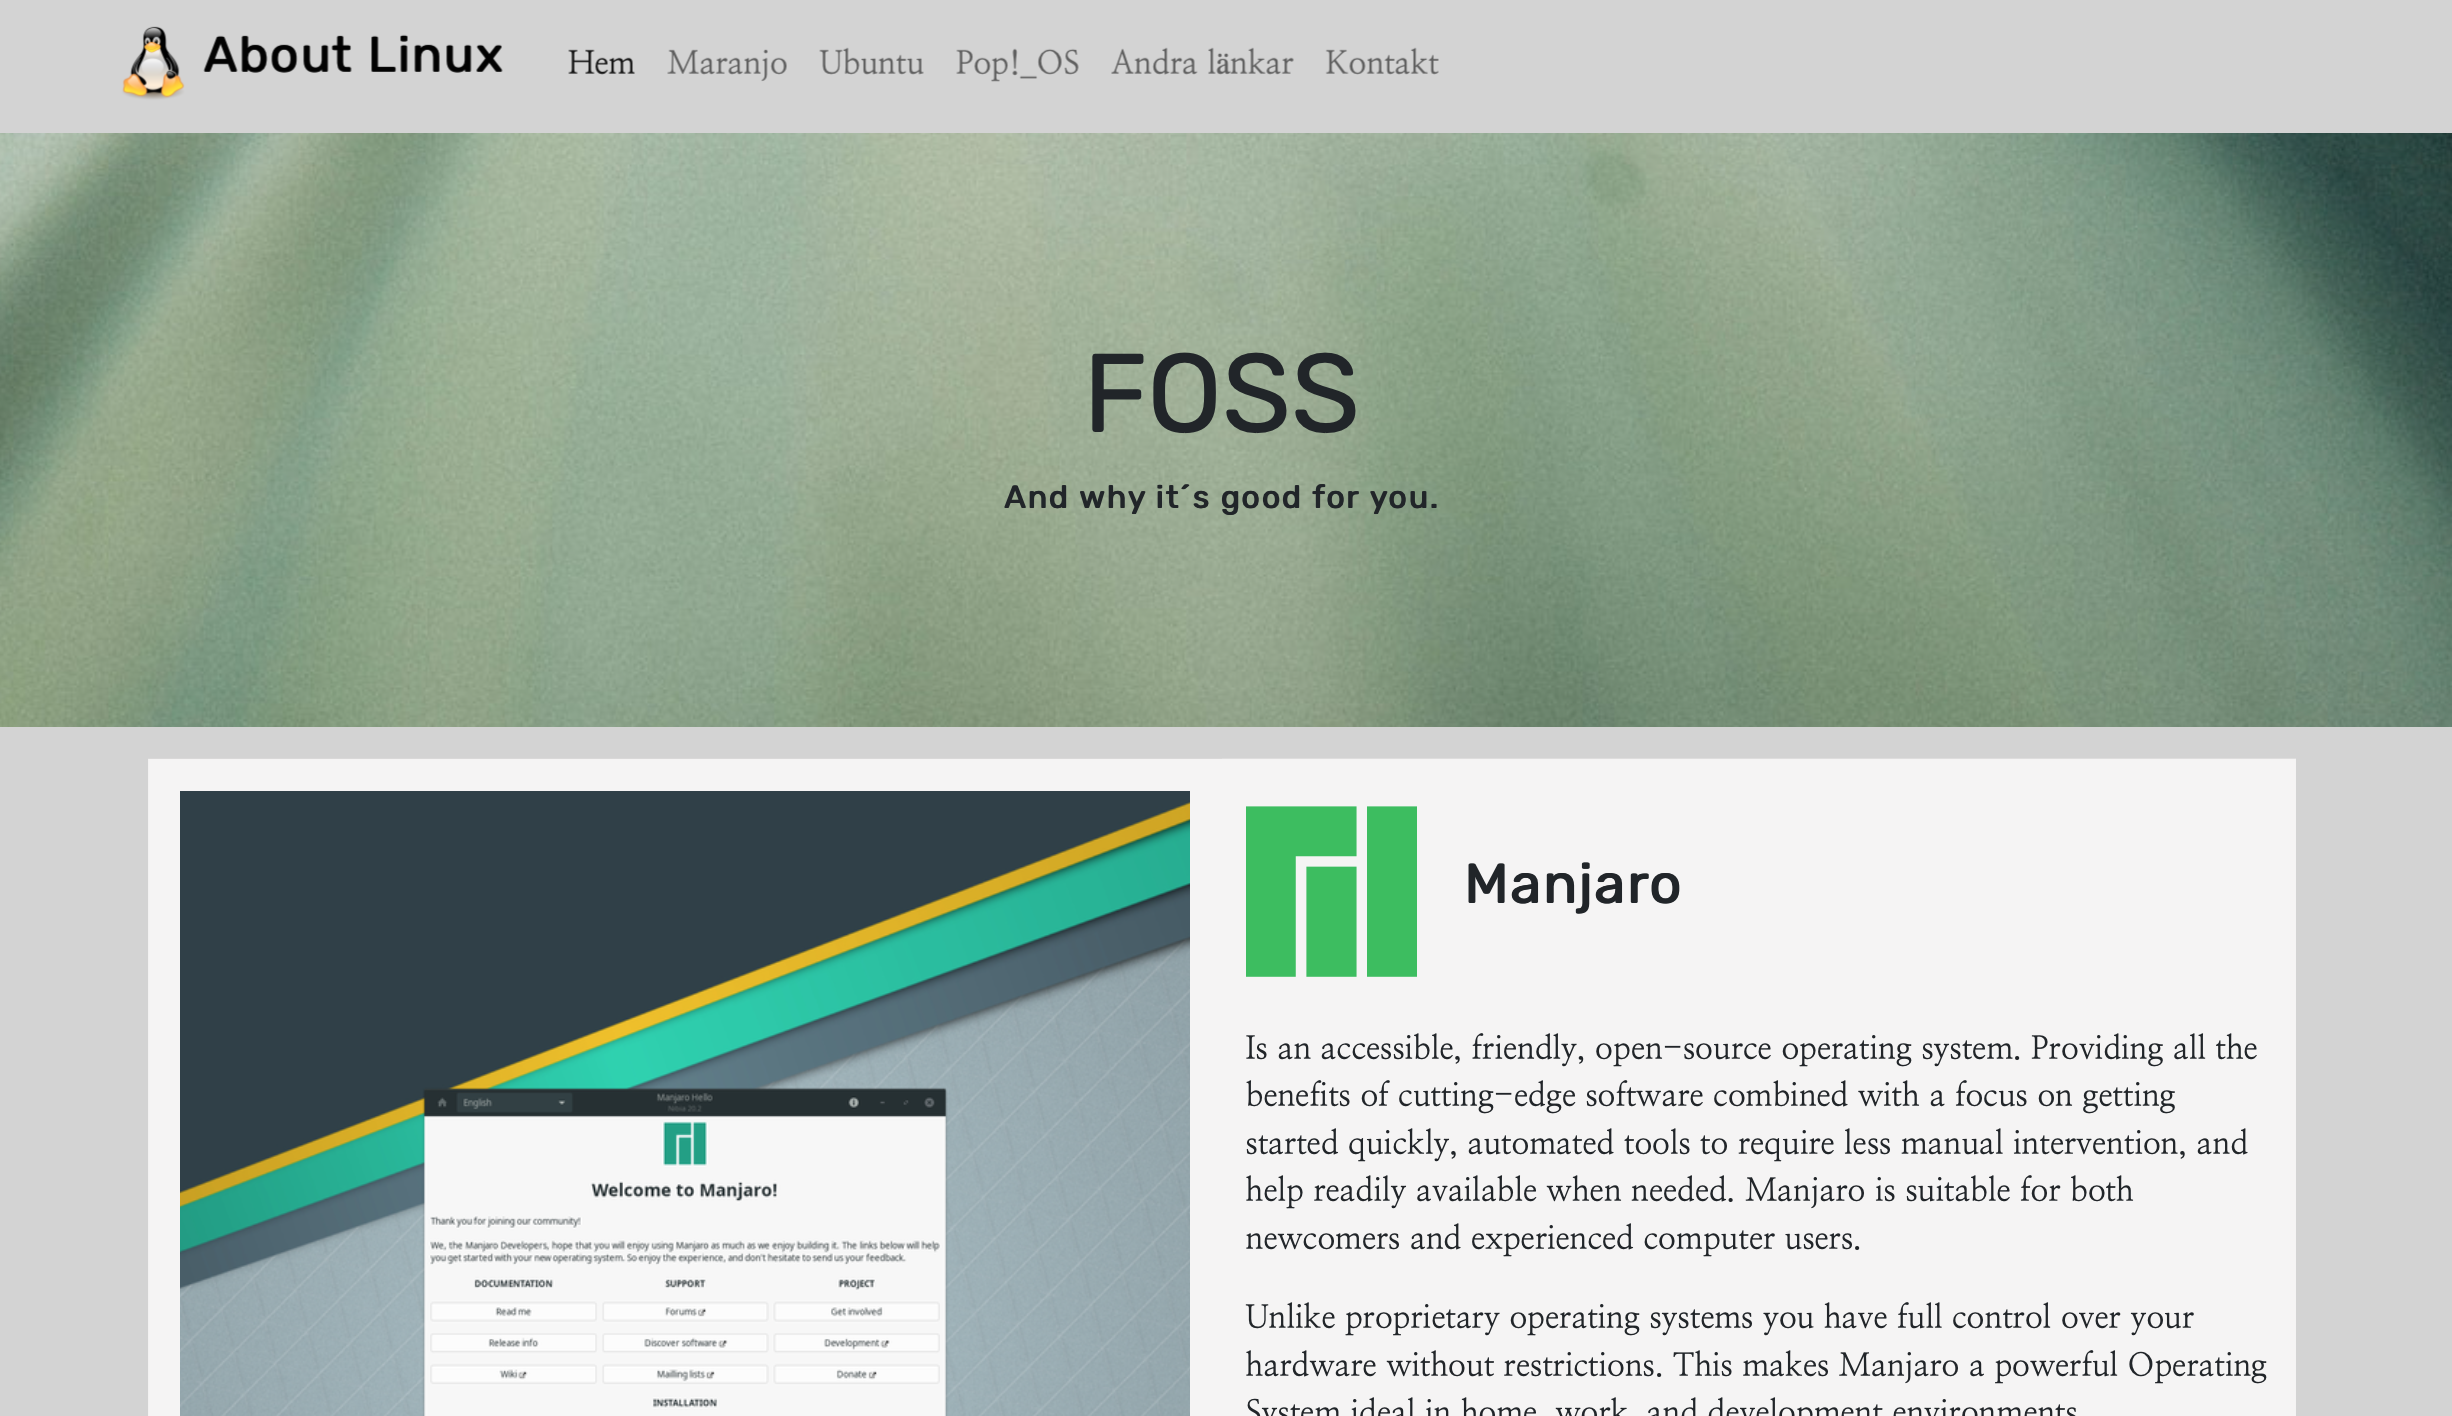 About Linux
Hem Maranjo Ubuntu Pop!_OS Andra länkar Kontakt
FOSS
And why it´s good for you.
English
Manjaro Hello
Nibia 20.2
Welcome to Manjaro!
Thank you for joining our community!
We, the Manjaro Developers, hope that you will enjoy using Manjaro as much as we enjoy building it. The links below will help
you get started with your new operating system. So enjoy the experience, and don't hesitate to send us your feedback.
DOCUMENTATION SUPPORT PROJECT
Read me Forums Get involved
Release info Discover software Development
Wiki Mailling lists Donate
INSTALLATION
Manjaro
Is an accessible, friendly, open-source operating system. Providing all the
benefits of cutting-edge software combined with a focus on getting
started quickly, automated tools to require less manual intervention, and
help readily available when needed. Manjaro is suitable for both
newcomers and experienced computer users.
Unlike proprietary operating systems you have full control over your
hardware without restrictions. This makes Manjaro a powerful Operating
System ideal in home, work, and development environments.